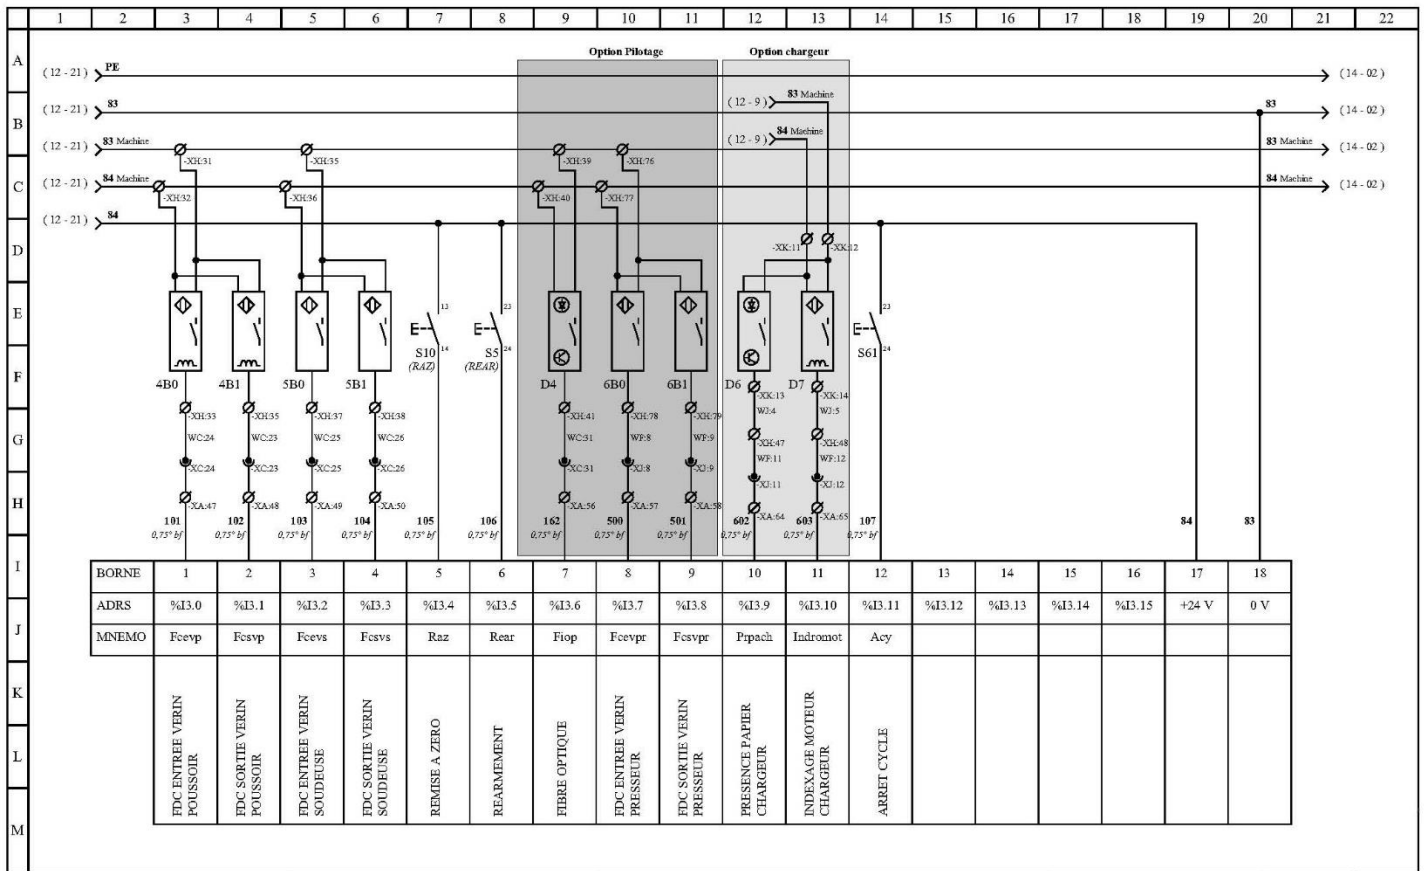 1 2 3 4 5 6 7 8 9 10 11 12 13 14 15 16 17 18 19 20 21 22
Option Pilotage Option chargeur
A
( 12 - 21 ) PE ( 14 - 02 )
( 12 - 9 ) 83 Machine
B
( 12 - 21 ) 83 83 ( 14 - 02 )
( 12 - 9 ) 84 Machine
( 12 - 21 ) 83 Machine 83 Machine ( 14 - 02 )
-XH:31 -XH:35 -XH:39 -XH:76
C
( 12 - 21 ) 84 Machine 84 Machine ( 14 - 02 )
-XH:32 -XH:36 -XH:40 -XH:77
( 12 - 21 ) 84
D
-XK:11 -XK:12
E
13 23 23
S10 14 S5 24 S61 24
(RAZ) (REAR)
F
4B0 4B1 5B0 5B1 D4 6B0 6B1 D6 D7
-XK:13 -XK:14
WJ:4 WJ:5
-XH:33 -XH:35 -XH:37 -XH:38 -XH:41 -XH:78 -XH:79
G
WC:24 WC:23 WC:25 WC:26 WC:31 WF:8 WF:9
-XH:47 -XH:48
WF:11 WF:12
-XC:24 -XC:23 -XC:25 -XC:26 -XC:31 -XJ:8 -XJ:9
-XJ:11 -XJ:12
H
-XA:47 -XA:48 -XA:49 -XA:50 -XA:56 -XA:57 -XA:58
-XA:64 -XA:65
101 102 103 104 105 106 162 500 501 602 603 107 84 83
0,75° bf 0,75° bf 0,75° bf 0,75° bf 0,75° bf 0,75° bf 0,75° bf 0,75° bf 0,75° bf 0,75° bf 0,75° bf 0,75° bf
I
BORNE 1 2 3 4 5 6 7 8 9 10 11 12 13 14 15 16 17 18
ADRS %I3.0 %I3.1 %I3.2 %I3.3 %I3.4 %I3.5 %I3.6 %I3.7 %I3.8 %I3.9 %I3.10 %I3.11 %I3.12 %I3.13 %I3.14 %I3.15 +24 V 0 V
J
MNEMO Fcevp Fcsvp Fcevs Fcsvs Raz Rear Fiop Fcevpr Fcsvpr Prpach Indromot Acy
K
L
M
FDC ENTREE VERIN
POUSSOIR
FDC SORTIE VERIN
POUSSOIR
FDC ENTREE VERIN
SOUDEUSE
FDC SORTIE VERIN
SOUDEUSE
REMISE A ZERO
REARMEMENT
FIBRE OPTIQUE
FDC ENTREE VERIN
PRESSEUR
FDC SORTIE VERIN
PRESSEUR
PRESENCE PAPIER
CHARGEUR
INDEXAGE MOTEUR
CHARGEUR
ARRET CYCLE